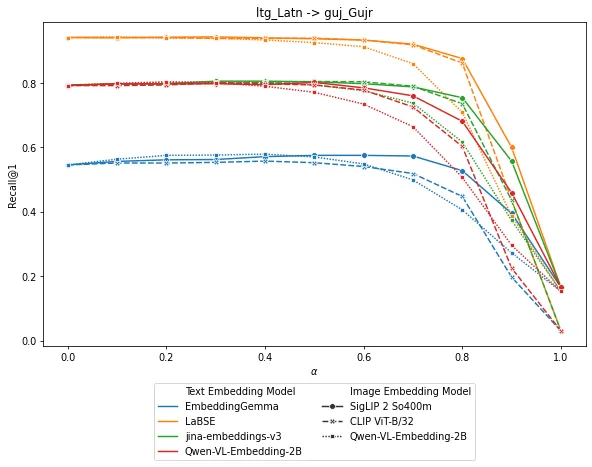 ltg_Latn -> guj_Gujr
Recall@1
0.8
0.6
0.4
0.2
0.0
0.0
0.2
0.4
0.6
0.8
1.0
α
Text Embedding Model
EmbeddingGemma
LaBSE
jina-embeddings-v3
Qwen-VL-Embedding-2B
Image Embedding Model
SigLIP 2 So400m
CLIP ViT-B/32
Qwen-VL-Embedding-2B